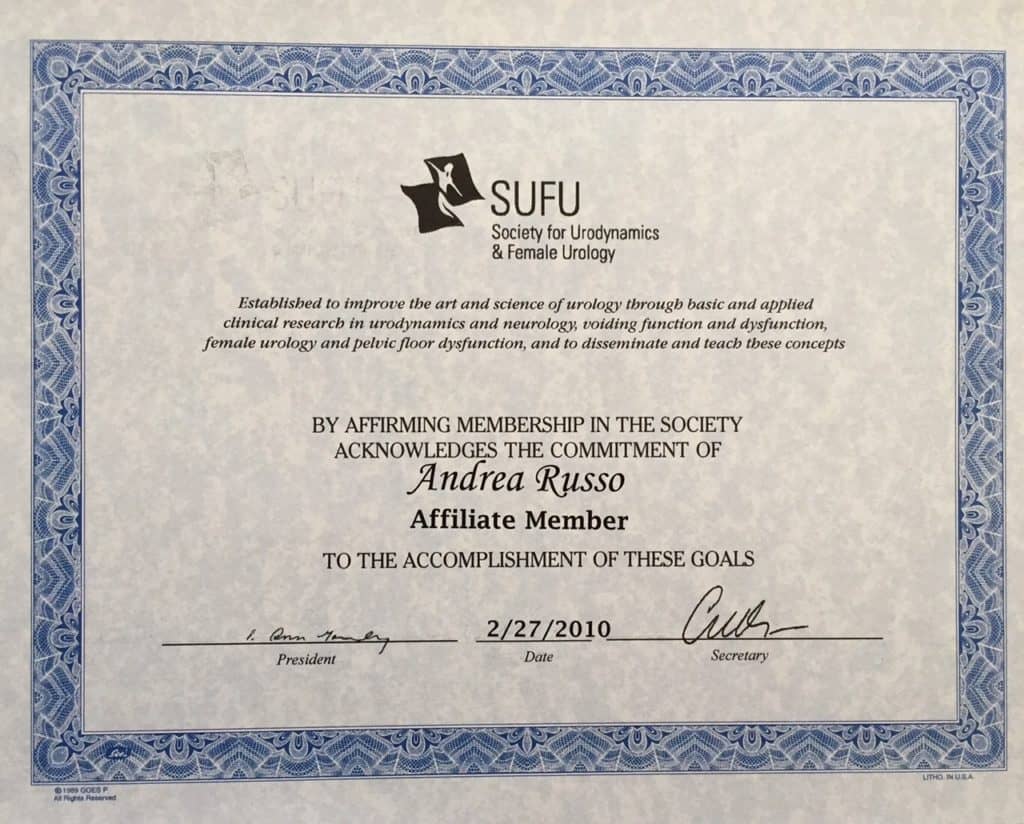 SUFU
Society for Urodynamics
& Female Urology
Established to improve the art and science of urology through basic and applied
clinical research in urodynamics and neurology, voiding function and dysfunction,
female urology and pelvic floor dysfunction, and to disseminate and teach these concepts
BY AFFIRMING MEMBERSHIP IN THE SOCIETY
ACKNOWLEDGES THE COMMITMENT OF
Andrea Russo
Affiliate Member
TO THE ACCOMPLISHMENT OF THESE GOALS
2/27/2010
President Date Secretary
LITHO. IN U.S.A.
© 1989 GOES P
All Rights Reserved